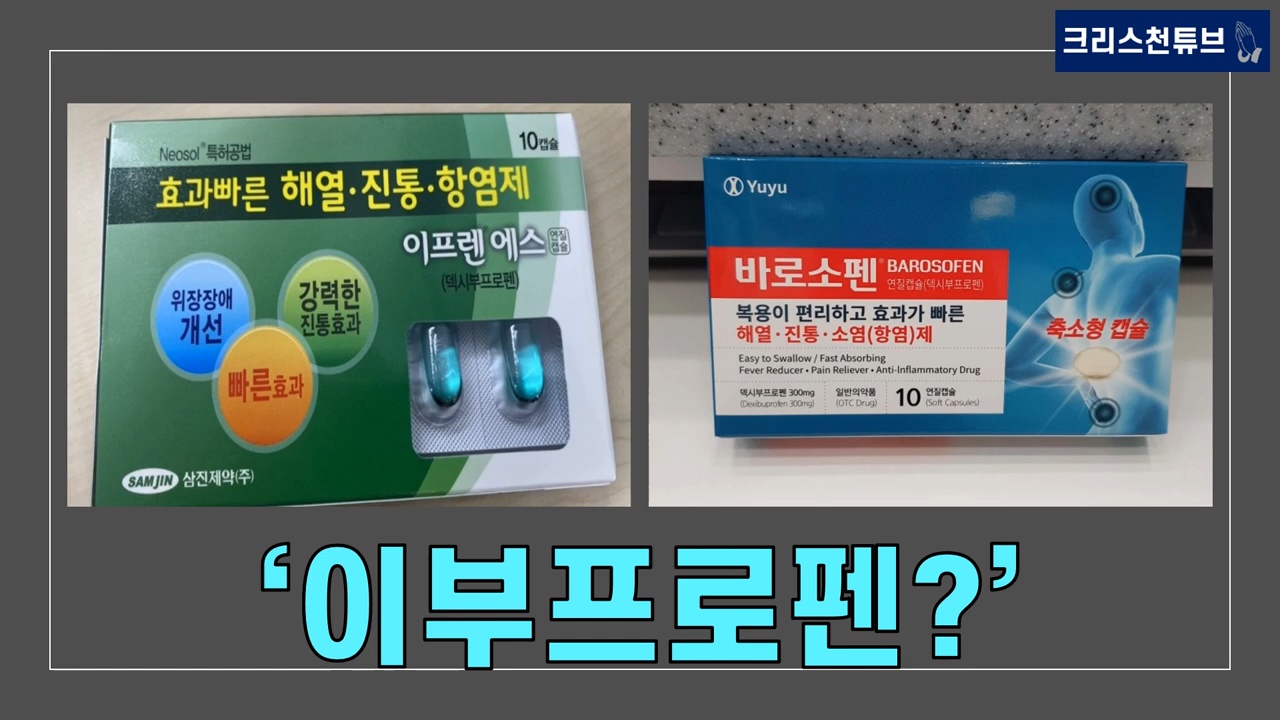 크리스천튜브
Neosol® 특허공법
10캡슐
효과빠른 해열·진통·항염제
이프렌 에스 연질캡슐
(덱시부프로펜)
위장장애
개선
강력한
진통효과
빠른효과
SAMJIN 삼진제약(주)
Yuyu
바로소펜® BAROSOFEN
연질캡슐(덱시부프로펜)
복용이 편리하고 효과가 빠른
해열·진통·소염(항염)제
축소형 캡슐
Easy to Swallow / Fast Absorbing
Fever Reducer • Pain Reliever • Anti-Inflammatory Drug
덱시부프로펜 300mg
(Dexibuprofen 300mg)
일반의약품
(OTC Drug)
10 연질캡슐
(Soft Capsules)
‘이부프로펜?’